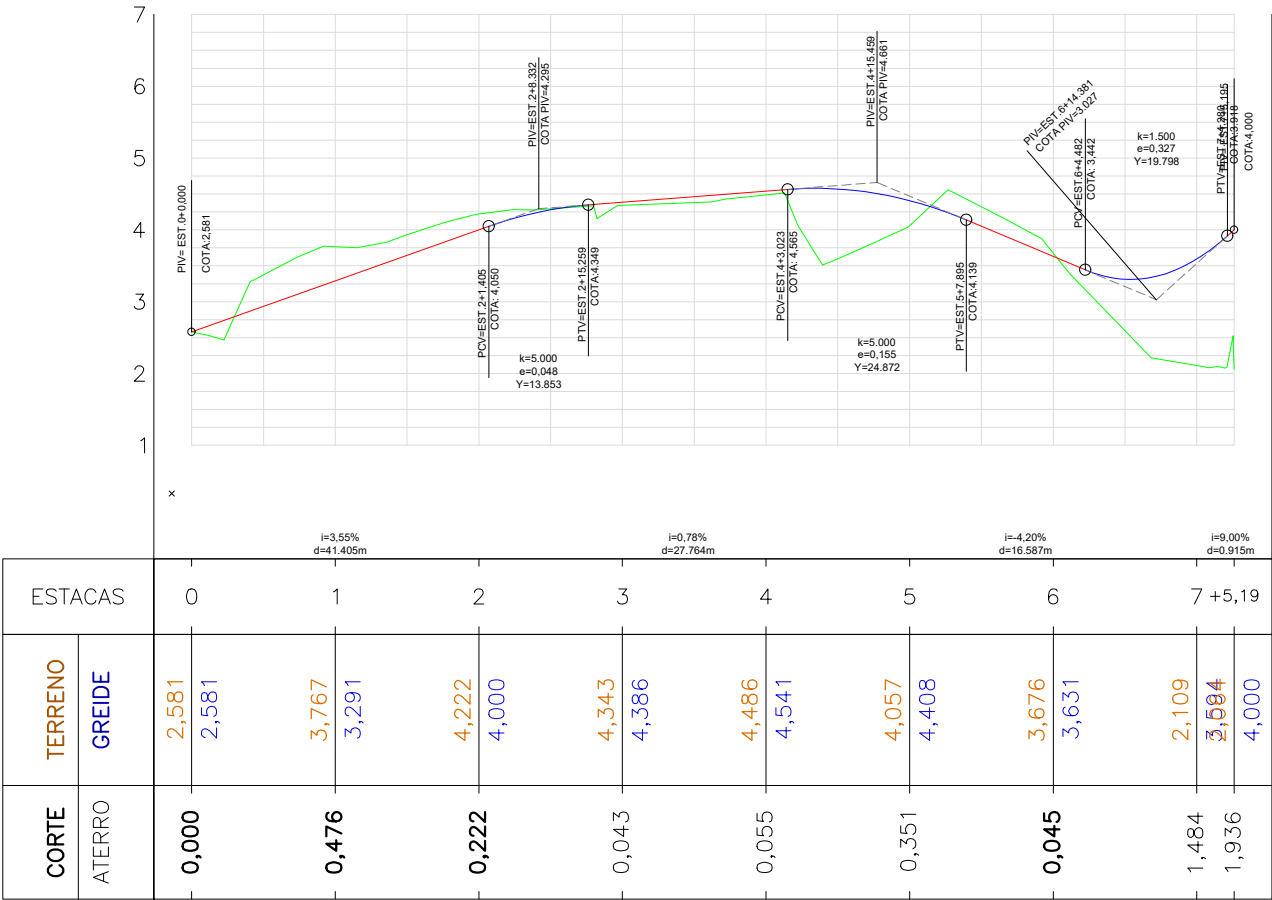 7
6
5
4
3
2
1
PIV= EST.0+0,000
COTA:2,581
PCV=EST.2+1,405
COTA: 4,050
PIV=EST.2+8.332
COTA PIV=4.295
k=5.000
e=0,048
Y=13.853
PTV=EST.2+15,259
COTA:4.349
PCV=EST.4+3,023
COTA: 4,565
PIV=EST.4+15.459
COTA PIV=4.661
k=5.000
e=0,155
Y=24.872
PTV=EST.5+7,895
COTA:4.139
PIV=EST.6+14.381
COTA PIV=3.027
PCV=EST.6+4,482
COTA: 3,442
k=1.500
e=0,327
Y=19.798
COTA:3.918
COTA:4,000
×
i=3,55%
d=41.405m
i=0,78%
d=27.764m
i=-4,20%
d=16.587m
i=9,00%
d=0.915m
ESTACAS 0 1 2 3 4 5 6 7 +5,19
TERRENO 2,581 3,767 4,222 4,343 4,486 4,057 3,676 2,109
GREIDE 2,581 3,291 4,000 4,386 4,541 4,408 3,631 4,000
CORTE
ATERRO
0,000 0,476 0,222 0,043 0,055 0,351 0,045 1,484 1,936